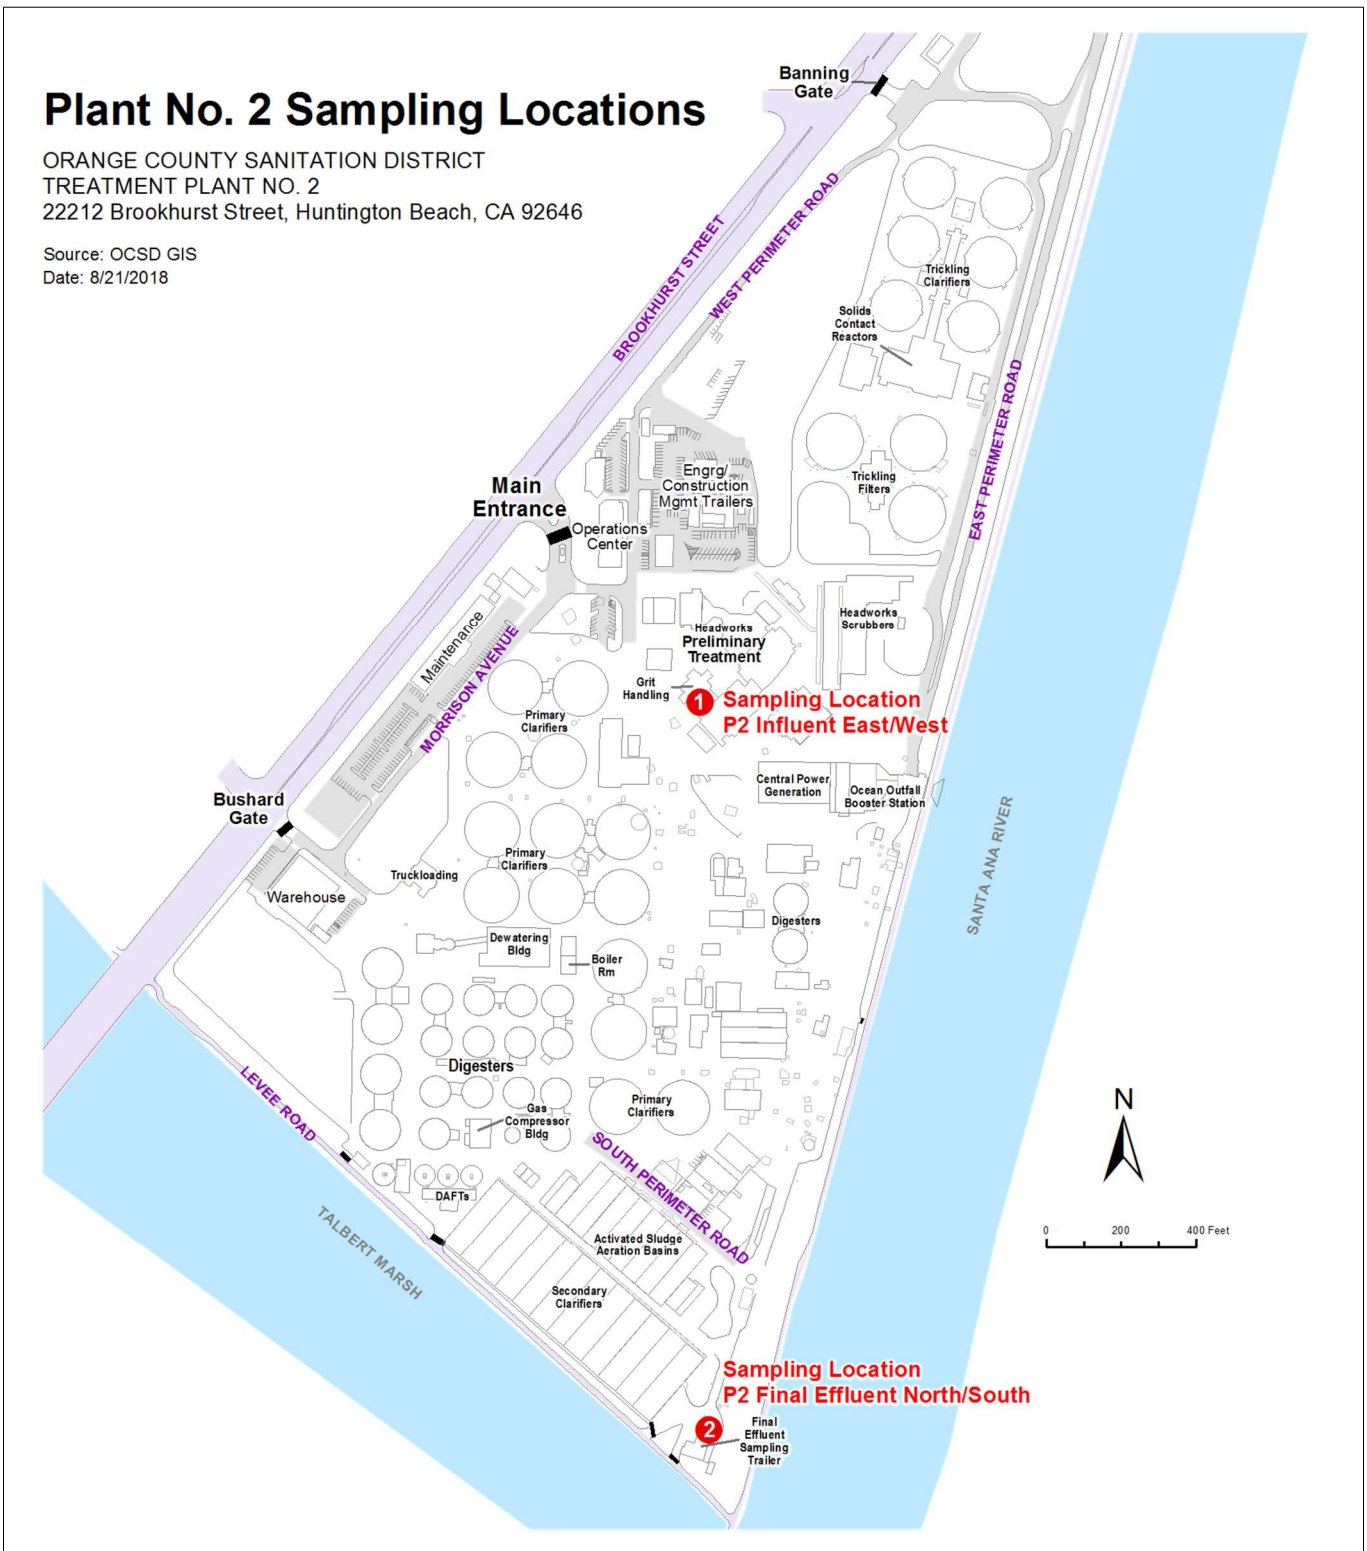 Plant No. 2 Sampling Locations
ORANGE COUNTY SANITATION DISTRICT
TREATMENT PLANT NO. 2
22212 Brookhurst Street, Huntington Beach, CA 92646
Source: OCSD GIS
Date: 8/21/2018
Banning
Gate
BROOKHURST STREET
WEST PERIMETER ROAD
Trickling
Clarifiers
Solids
Contact
Reactors
EAST PERIMETER ROAD
Engrg/
Construction
Mgmt Trailers
Trickling
Filters
Main
Entrance
Operations
Center
Maintenance
MORRISON AVENUE
Headworks
Preliminary
Treatment
Headworks
Scrubbers
Grit
Handling
1
Sampling Location
P2 Influent East/West
Primary
Clarifiers
Central Power
Generation
Ocean Outfall
Booster Station
Bushard
Gate
SANTA ANA RIVER
Primary
Clarifiers
Truckloading
Warehouse
Digesters
Dewatering
Bldg
Boiler
Rm
Digesters
LEVEE ROAD
Gas
Compressor
Bldg
Primary
Clarifiers
SOUTH PERIMETER ROAD
N
DAFTs
TALBERT MARSH
Activated Sludge
Aeration Basins
0 200 400 Feet
Secondary
Clarifiers
Sampling Location
P2 Final Effluent North/South
2
Final
Effluent
Sampling
Trailer